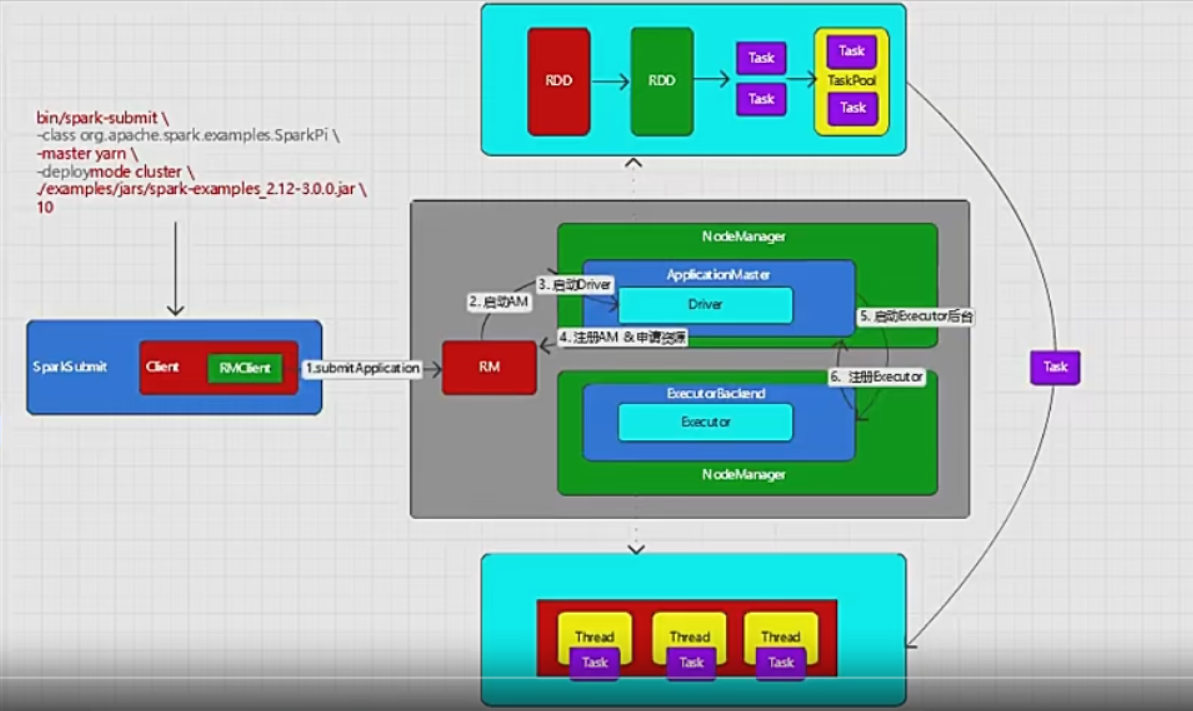 RDD
RDD
Task
Task
Task
TaskPool
Task
bin/spark-submit \
-class org.apache.spark.examples.SparkPi \
-master yarn \
-deploymode cluster \
./examples/jars/spark-examples_2.12-3.0.0.jar \
10
NodeManager
ApplicationMaster
Driver
2. 启动AM
3. 启动Driver
4. 注册AM & 申请资源
5. 启动Executor后台
6. 注册Executor
SparkSubmit
Client
RMClient
1.submitApplication
RM
ExecutorBackend
Executor
NodeManager
Task
Thread
Task
Thread
Task
Thread
Task